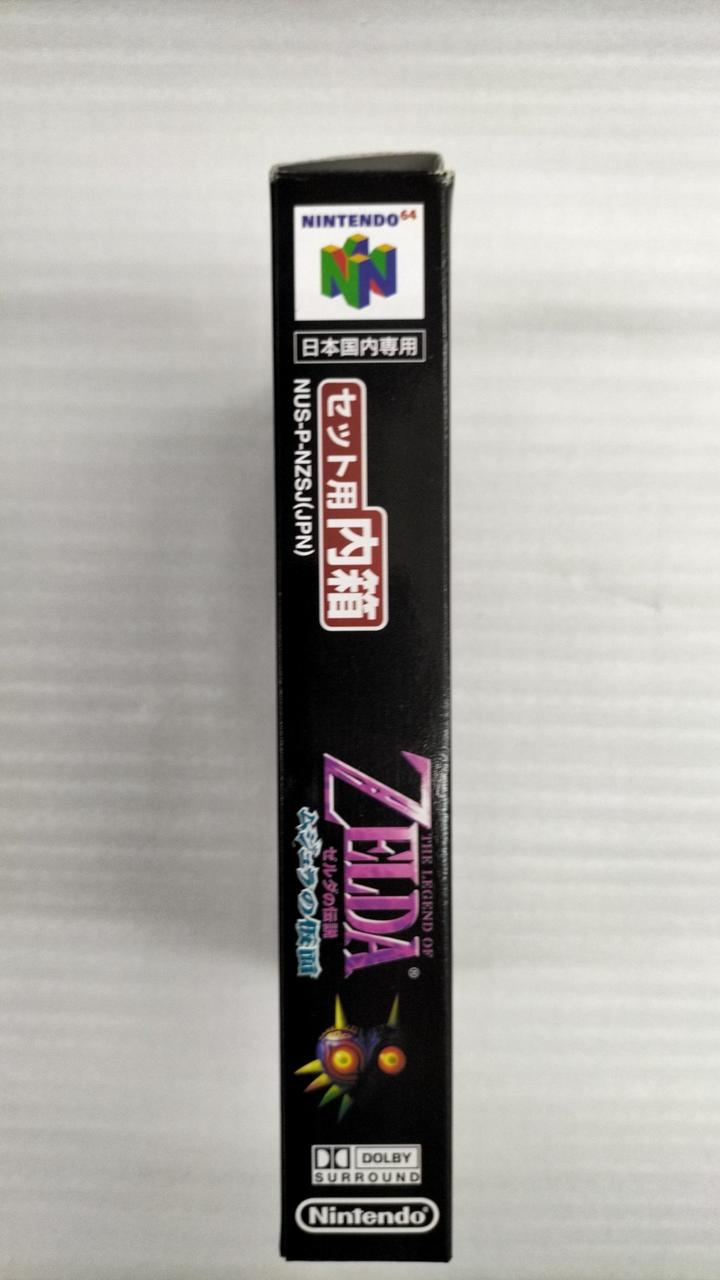 NINTENDO64
日本国内専用
セット用内箱
NUS-P-NZSJ(JPN)
THE LEGEND OF
ZELDA®
ゼルダの伝説
ムジュラの仮面
DOLBY
SURROUND
Nintendo®